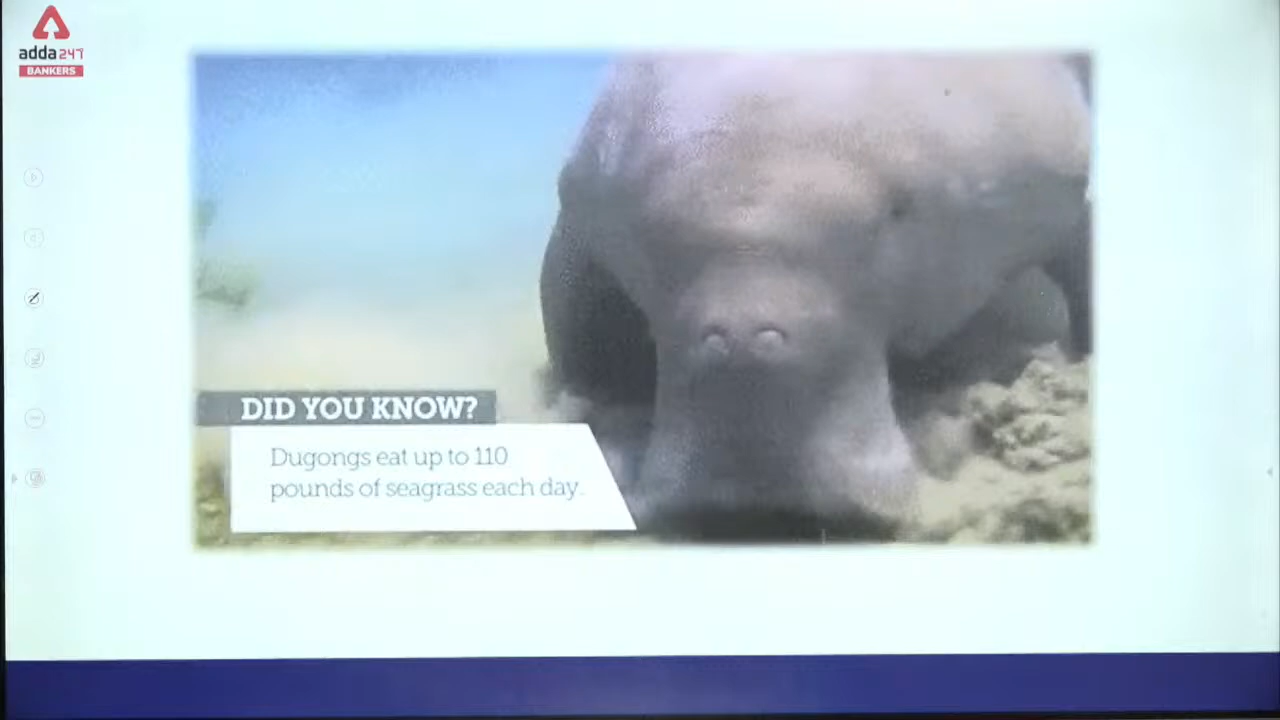 adda247
BANKERS
DID YOU KNOW?
Dugongs eat up to 110
pounds of seagrass each day.